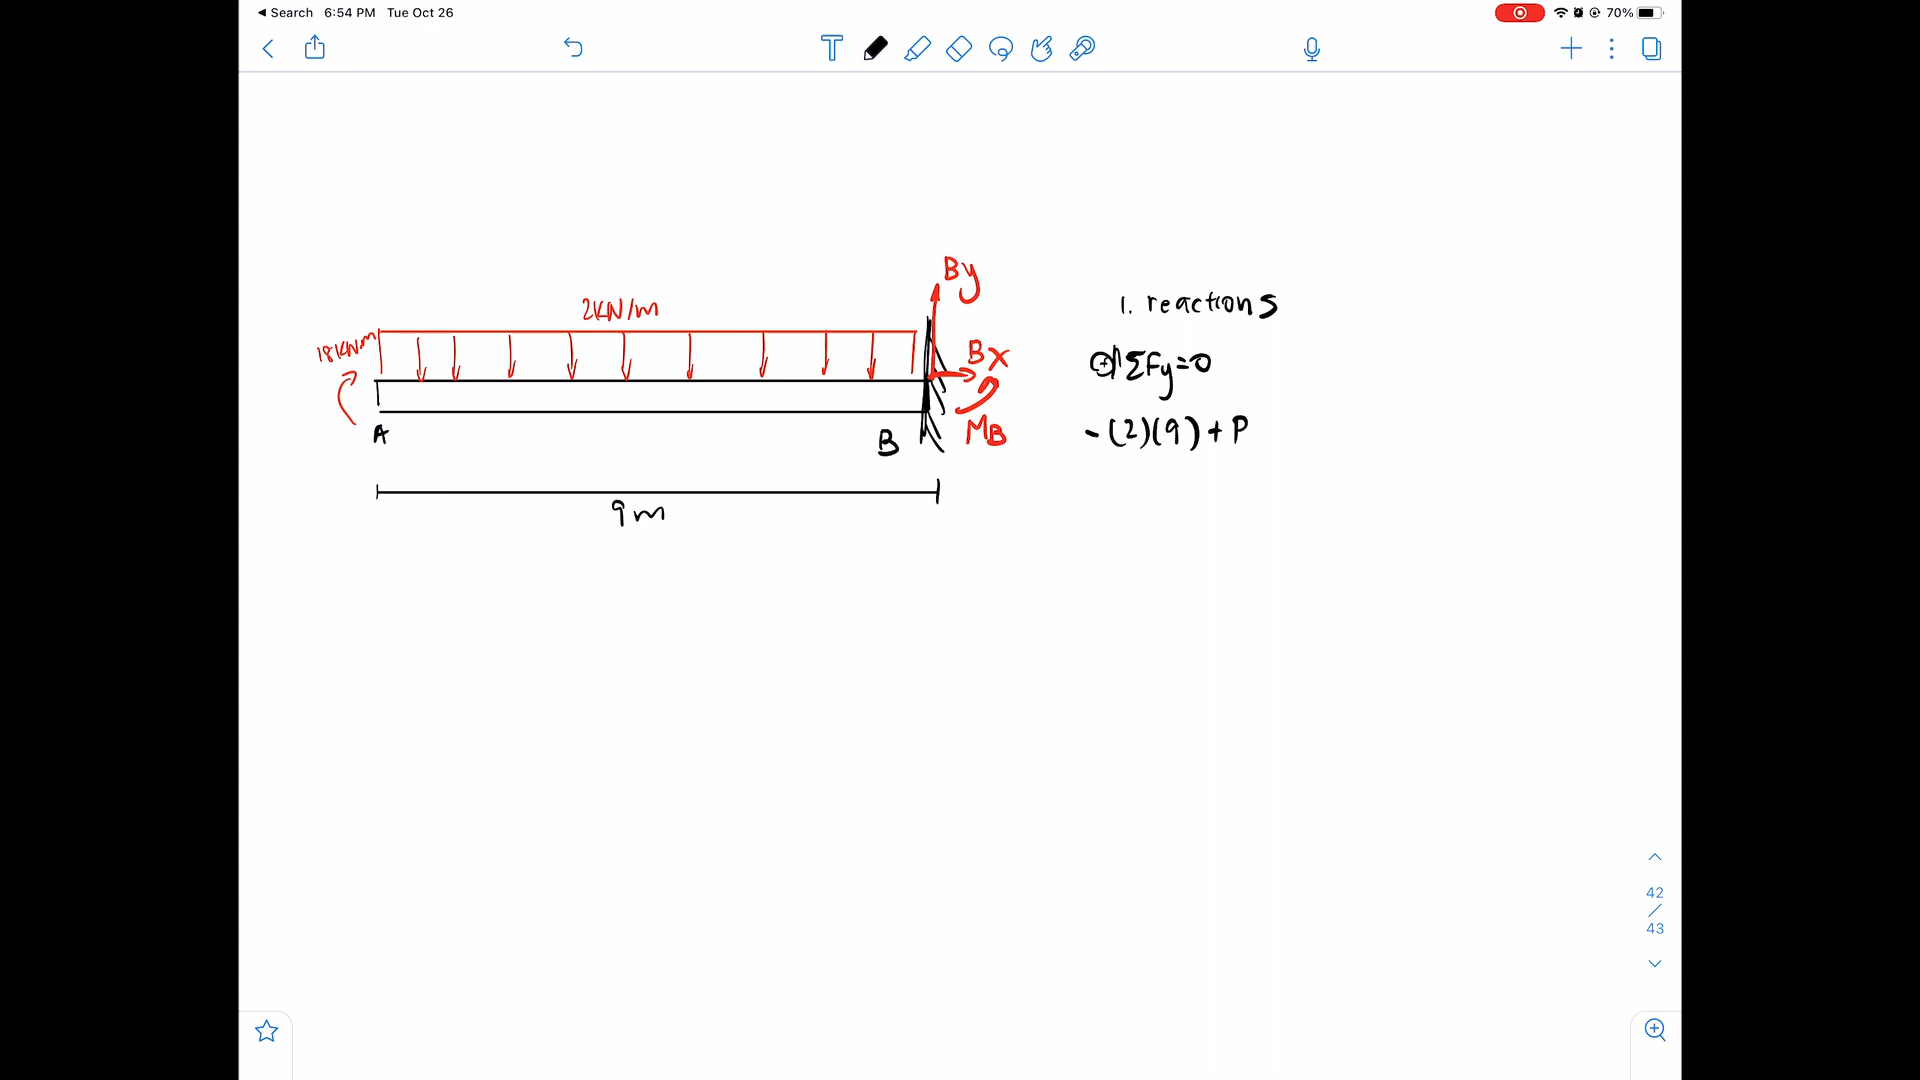 ◀ Search 6:54 PM Tue Oct 26
70%
T
By
2KN/m
1. reactions
18KNm
Bx
⊕↑ΣFy=0
A
B
MB
-(2)(9)+P
9m
42
/
43